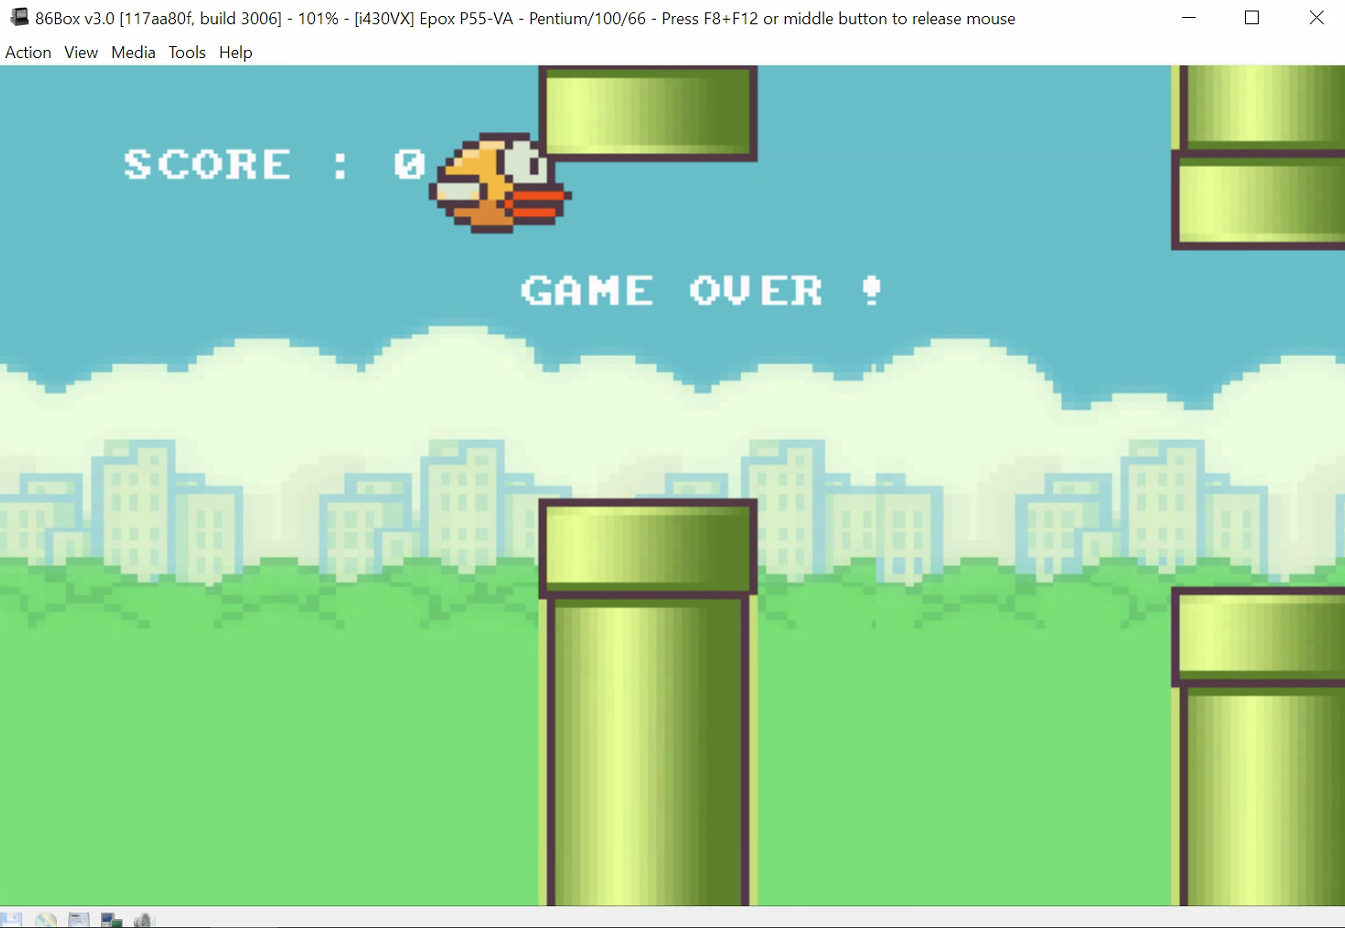 86Box v3.0 [117aa80f, build 3006] - 101% - [i430VX] Epox P55-VA - Pentium/100/66 - Press F8+F12 or middle button to release mouse
Action View Media Tools Help
SCORE : 0
GAME OVER !